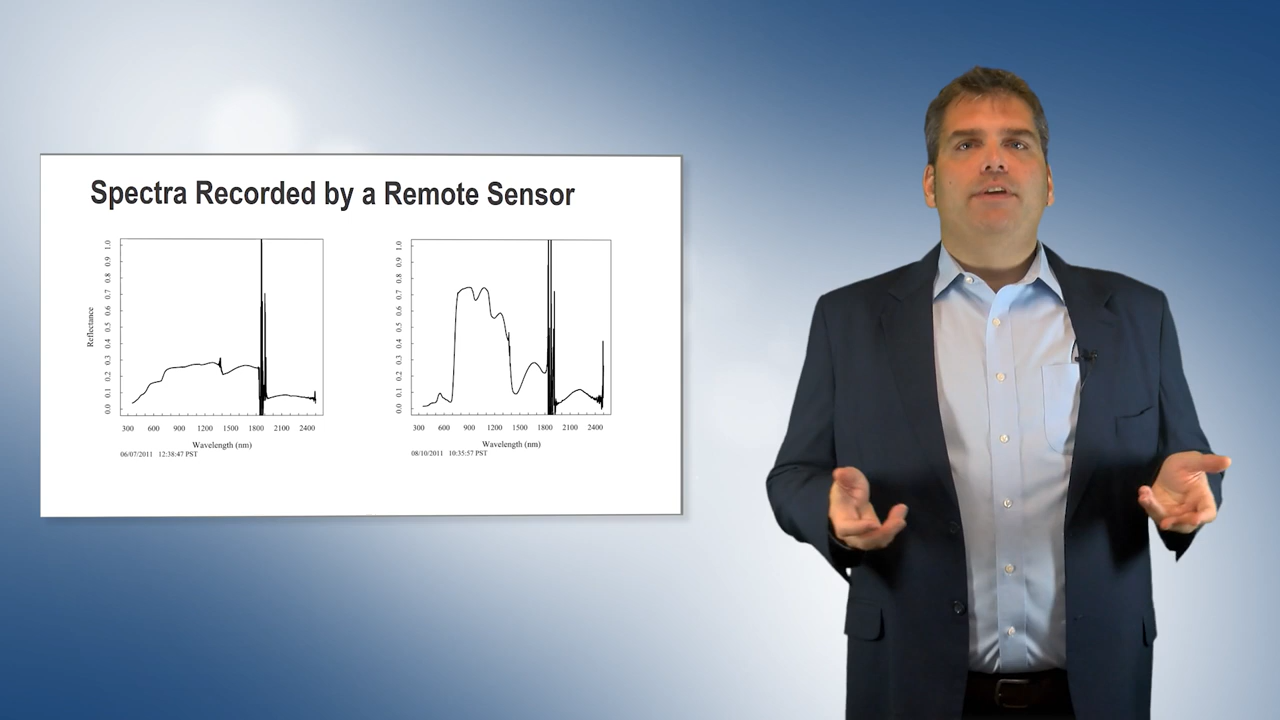 Spectra Recorded by a Remote Sensor
1.0
0.9
0.8
0.7
0.6
0.5
0.4
0.3
0.2
0.1
0.0
Reflectance
300 600 900 1200 1500 1800 2100 2400
Wavelength (nm)
06/07/2011 12:38:47 PST
1.0
0.9
0.8
0.7
0.6
0.5
0.4
0.3
0.2
0.1
0.0
300 600 900 1200 1500 1800 2100 2400
Wavelength (nm)
08/10/2011 10:35:57 PST